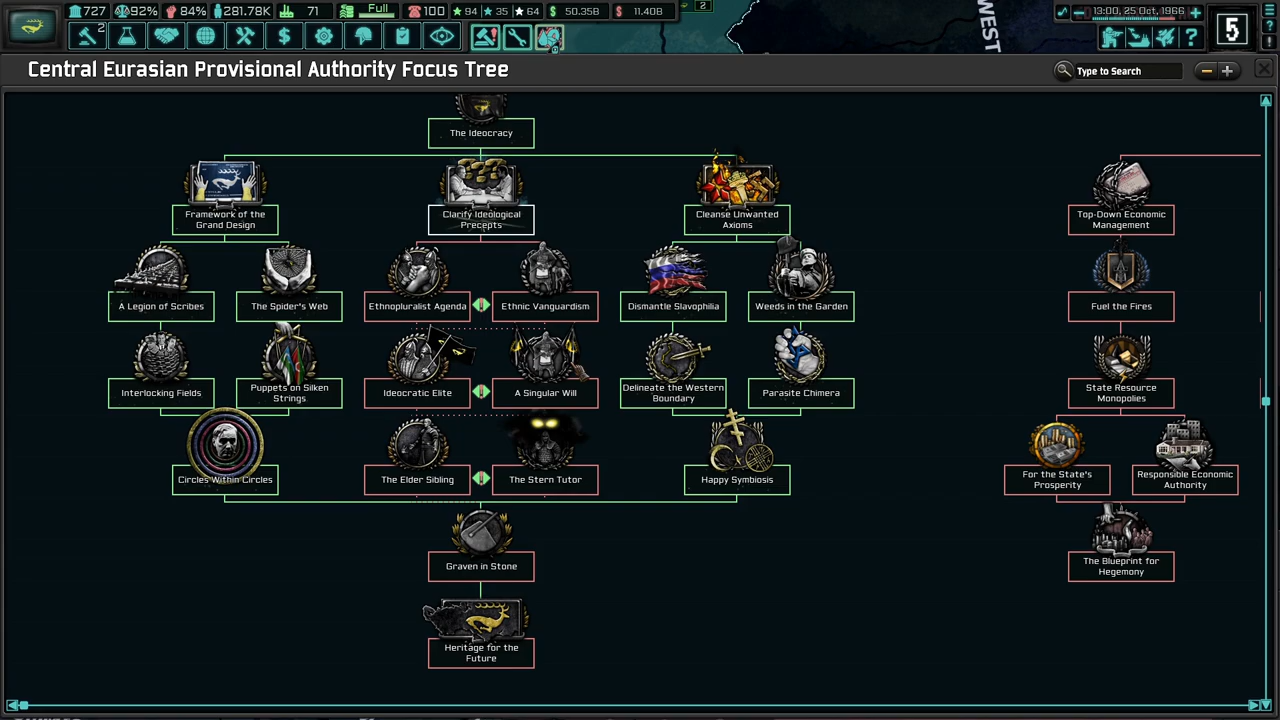 727 92% 84% 281.78K 71 Full 100 94 35 64 $ 50.35B $ 11.40B 2
13:00, 25 Oct, 1966
5
2
WEST
Central Eurasian Provisional Authority Focus Tree
Type to Search
The Ideocracy
Framework of the
Grand Design
Clarify Ideological
Precepts
Cleanse Unwanted
Axioms
Top-Down Economic
Management
A Legion of Scribes
The Spider's Web
Ethnopluralist Agenda
Ethnic Vanguardism
Dismantle Slavophilia
Weeds in the Garden
Fuel the Fires
Interlocking Fields
Puppets on Silken
Strings
Ideocratic Elite
A Singular Will
Delineate the Western
Boundary
Parasite Chimera
State Resource
Monopolies
Circles Within Circles
The Elder Sibling
The Stern Tutor
Happy Symbiosis
For the State's
Prosperity
Responsible Economic
Authority
Graven in Stone
The Blueprint for
Hegemony
Heritage for the
Future